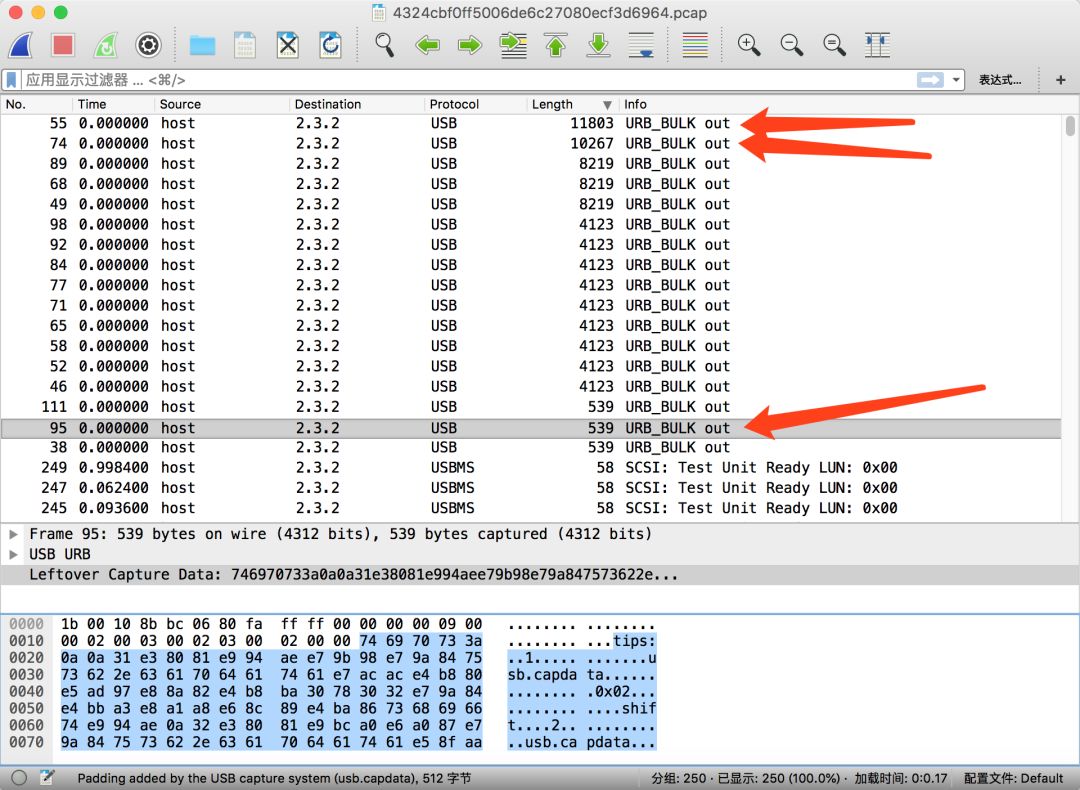 4324cbf0ff5006de6c27080ecf3d6964.pcap
应用显示过滤器 ... <⌘/>
表达式… +
No. Time Source Destination Protocol Length Info
55 0.000000 host 2.3.2 USB 11803 URB_BULK out
74 0.000000 host 2.3.2 USB 10267 URB_BULK out
89 0.000000 host 2.3.2 USB 8219 URB_BULK out
68 0.000000 host 2.3.2 USB 8219 URB_BULK out
49 0.000000 host 2.3.2 USB 8219 URB_BULK out
98 0.000000 host 2.3.2 USB 4123 URB_BULK out
92 0.000000 host 2.3.2 USB 4123 URB_BULK out
84 0.000000 host 2.3.2 USB 4123 URB_BULK out
77 0.000000 host 2.3.2 USB 4123 URB_BULK out
71 0.000000 host 2.3.2 USB 4123 URB_BULK out
65 0.000000 host 2.3.2 USB 4123 URB_BULK out
58 0.000000 host 2.3.2 USB 4123 URB_BULK out
52 0.000000 host 2.3.2 USB 4123 URB_BULK out
46 0.000000 host 2.3.2 USB 4123 URB_BULK out
111 0.000000 host 2.3.2 USB 539 URB_BULK out
95 0.000000 host 2.3.2 USB 539 URB_BULK out
38 0.000000 host 2.3.2 USB 539 URB_BULK out
249 0.998400 host 2.3.2 USBMS 58 SCSI: Test Unit Ready LUN: 0x00
247 0.062400 host 2.3.2 USBMS 58 SCSI: Test Unit Ready LUN: 0x00
245 0.093600 host 2.3.2 USBMS 58 SCSI: Test Unit Ready LUN: 0x00
Frame 95: 539 bytes on wire (4312 bits), 539 bytes captured (4312 bits)
USB URB
Leftover Capture Data: 746970733a0a0a31e38081e994aee79b98e79a847573622e...
0000 1b 00 10 8b bc 06 80 fa ff ff 00 00 00 00 09 00 ........ ........
0010 00 02 00 03 00 02 03 00 02 00 00 74 69 70 73 3a ........ ...tips:
0020 0a 0a 31 e3 80 81 e9 94 ae e7 9b 98 e7 9a 84 75 ..1..... .......u
0030 73 62 2e 63 61 70 64 61 74 61 e7 ac ac e4 b8 80 sb.capda ta......
0040 e5 ad 97 e8 8a 82 e4 b8 ba 30 78 30 32 e7 9a 84 ........ .0x02...
0050 e4 bb a3 e8 a1 a8 e6 8c 89 e4 ba 86 73 68 69 66 ........ ....shif
0060 74 e9 94 ae 0a 32 e3 80 81 e9 bc a0 e6 a0 87 e7 t....2.. ........
0070 9a 84 75 73 62 2e 63 61 70 64 61 74 61 e5 8f aa ..usb.ca pdata...
Padding added by the USB capture system (usb.capdata), 512 字节
分组: 250 · 已显示: 250 (100.0%) · 加载时间: 0:0.17
配置文件: Default